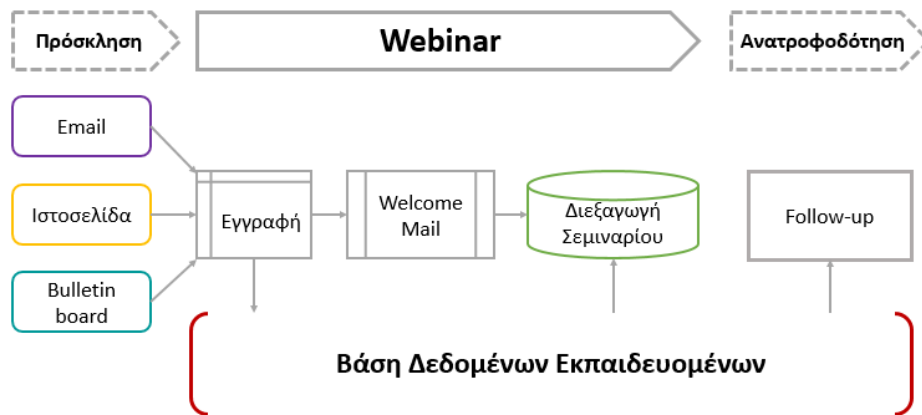 Πρόσκληση
Webinar
Ανατροφοδότηση
Email
Ιστοσελίδα
Bulletin
board
Εγγραφή
Welcome
Mail
Διεξαγωγή
Σεμιναρίου
Follow-up
Βάση Δεδομένων Εκπαιδευομένων